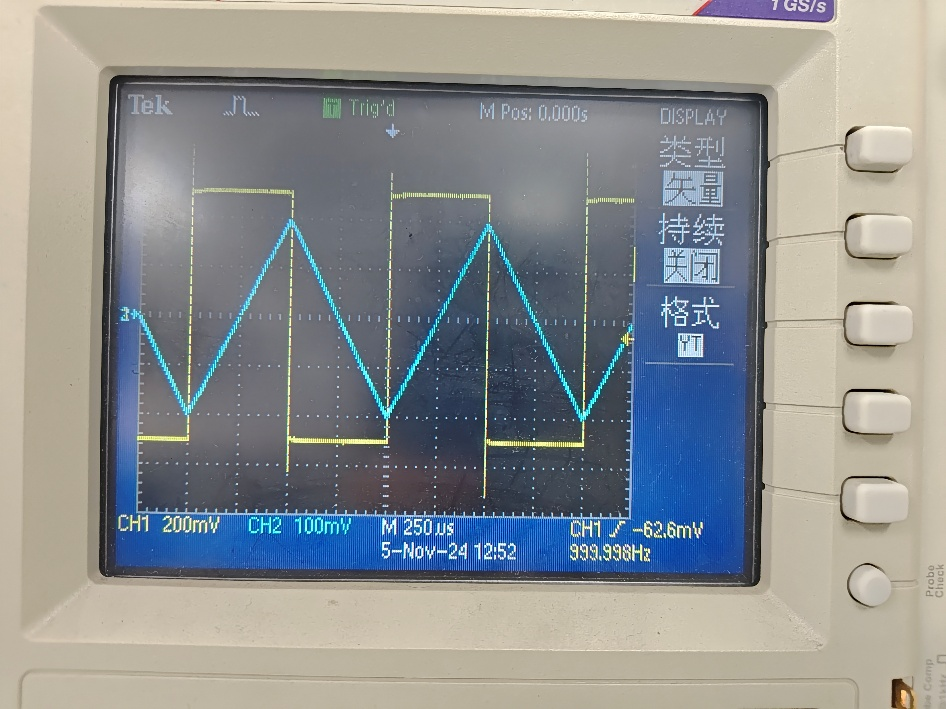 1 GS/s
Tek
Trig'd
M Pos: 0.000s
DISPLAY
类型
矢量
持续
关闭
格式
YT
CH1 200mV
CH2 100mV
M 250µs
CH1
-62.6mV
5-Nov-24 12:52
999.998Hz
Probe
Check